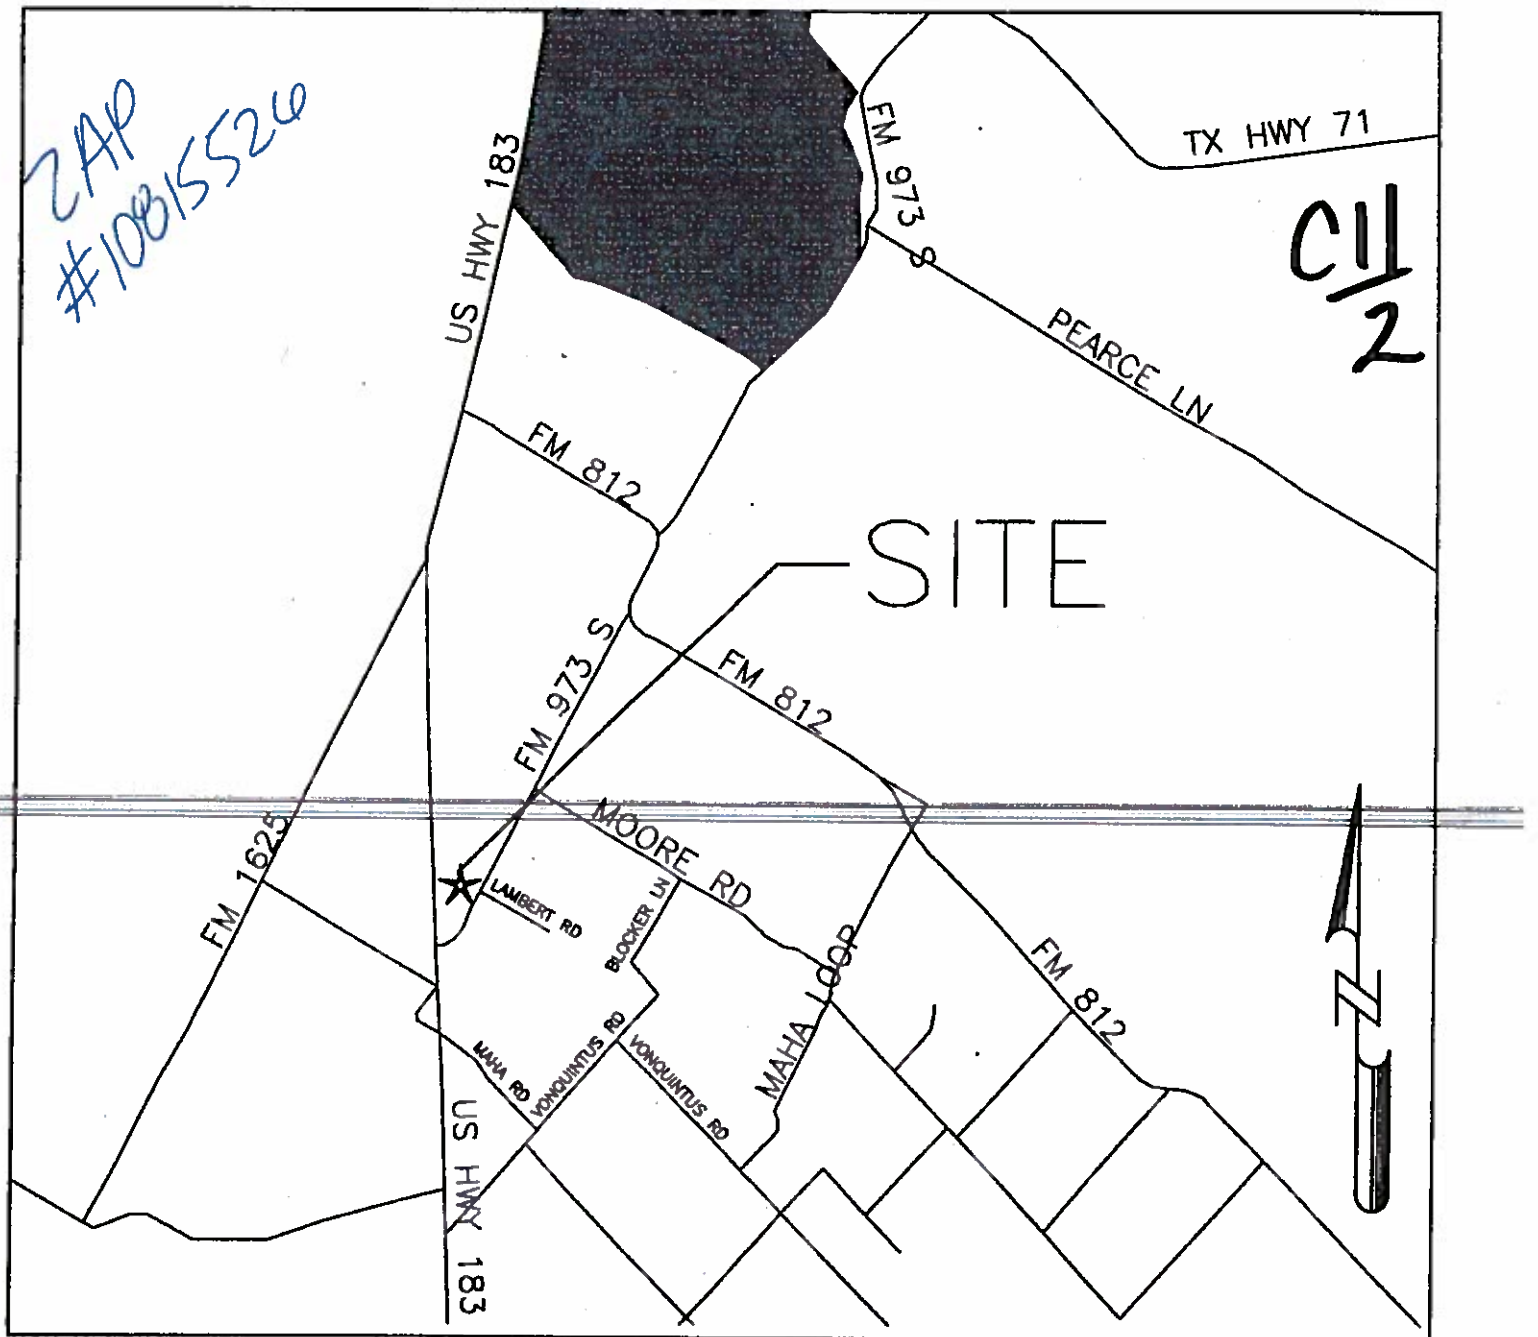 ZAP
#10815526
US HWY 183
FM 973 S
TX HWY 71
C11/2
PEARCE LN
FM 812
SITE
FM 973 S
FM 812
MOORE RD
FM 1625
LAMBERT RD
BLOCKER LN
MAHA LOOP
FM 812
N
MAHA RD
VONQUINTUS RD
VONQUINTUS RD
US HWY 183